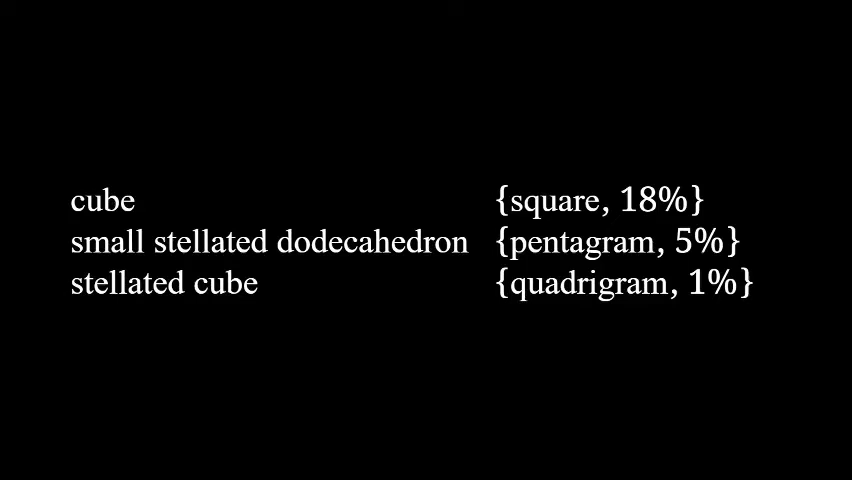 cube {square, 18%}
small stellated dodecahedron {pentagram, 5%}
stellated cube {quadrigram, 1%}